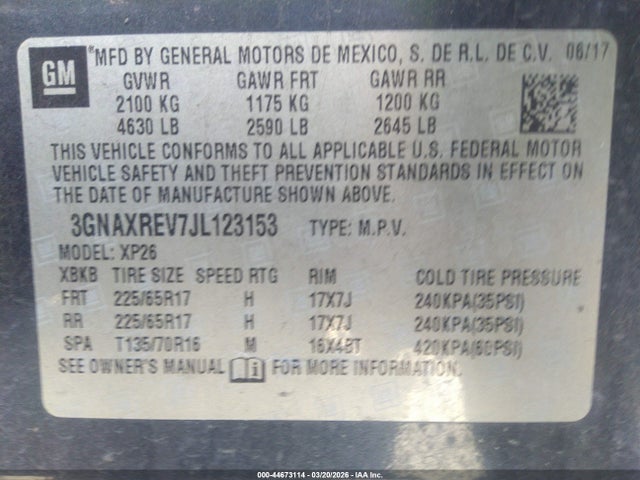 GM
®MFD BY GENERAL MOTORS DE MEXICO, S. DE R.L. DE C.V. 06/17
GVWR GAWR FRT GAWR RR
2100 KG 1175 KG 1200 KG
4630 LB 2590 LB 2645 LB
THIS VEHICLE CONFORMS TO ALL APPLICABLE U.S. FEDERAL MOTOR
VEHICLE SAFETY AND THEFT PREVENTION STANDARDS IN EFFECT ON
THE DATE OF MANUFACTURE SHOWN ABOVE.
3GNAXREV7JL123153 TYPE: M.P.V.
MODEL: XP26
XBKB TIRE SIZE SPEED RTG RIM COLD TIRE PRESSURE
FRT 225/65R17 H 17X7J 240KPA(35PSI)
RR 225/65R17 H 17X7J 240KPA(35PSI)
SPA T135/70R16 M 16X4BT 420KPA(60PSI)
SEE OWNER'S MANUAL i FOR MORE INFORMATION.
000-44673114 - 03/20/2026 - IAA Inc.